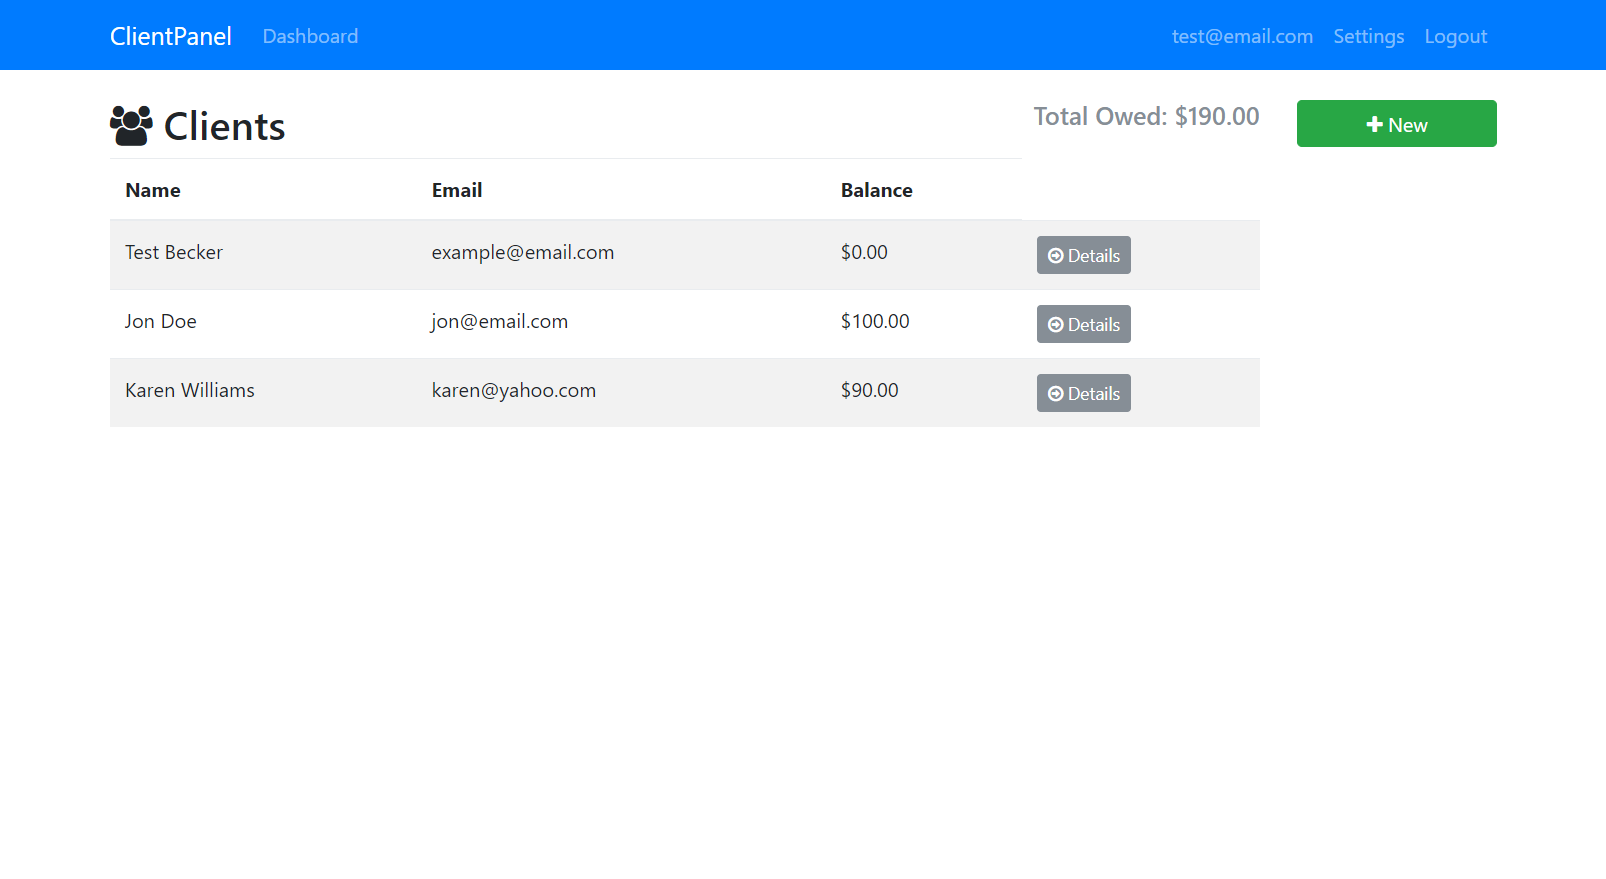 ClientPanel Dashboard test@email.com Settings Logout
Clients Total Owed: $190.00 New
Name Email Balance
Test Becker example@email.com $0.00 Details
Jon Doe jon@email.com $100.00 Details
Karen Williams karen@yahoo.com $90.00 Details